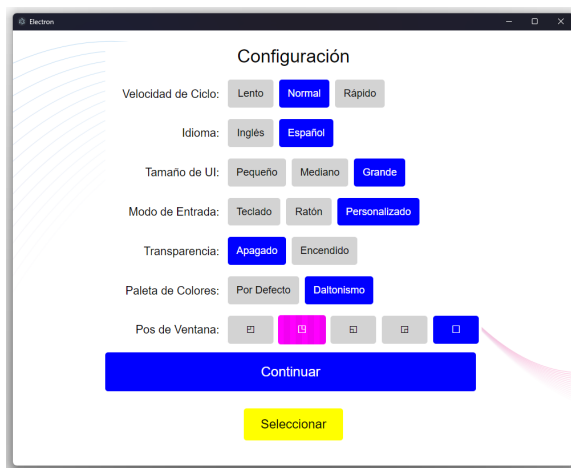 Electron
Configuración
Velocidad de Ciclo: Lento Normal Rápido
Idioma: Inglés Español
Tamaño de UI: Pequeño Mediano Grande
Modo de Entrada: Teclado Ratón Personalizado
Transparencia: Apagado Encendido
Paleta de Colores: Por Defecto Daltonismo
Pos de Ventana: ◰ ◳ ◱ ◲ □
Continuar
Seleccionar